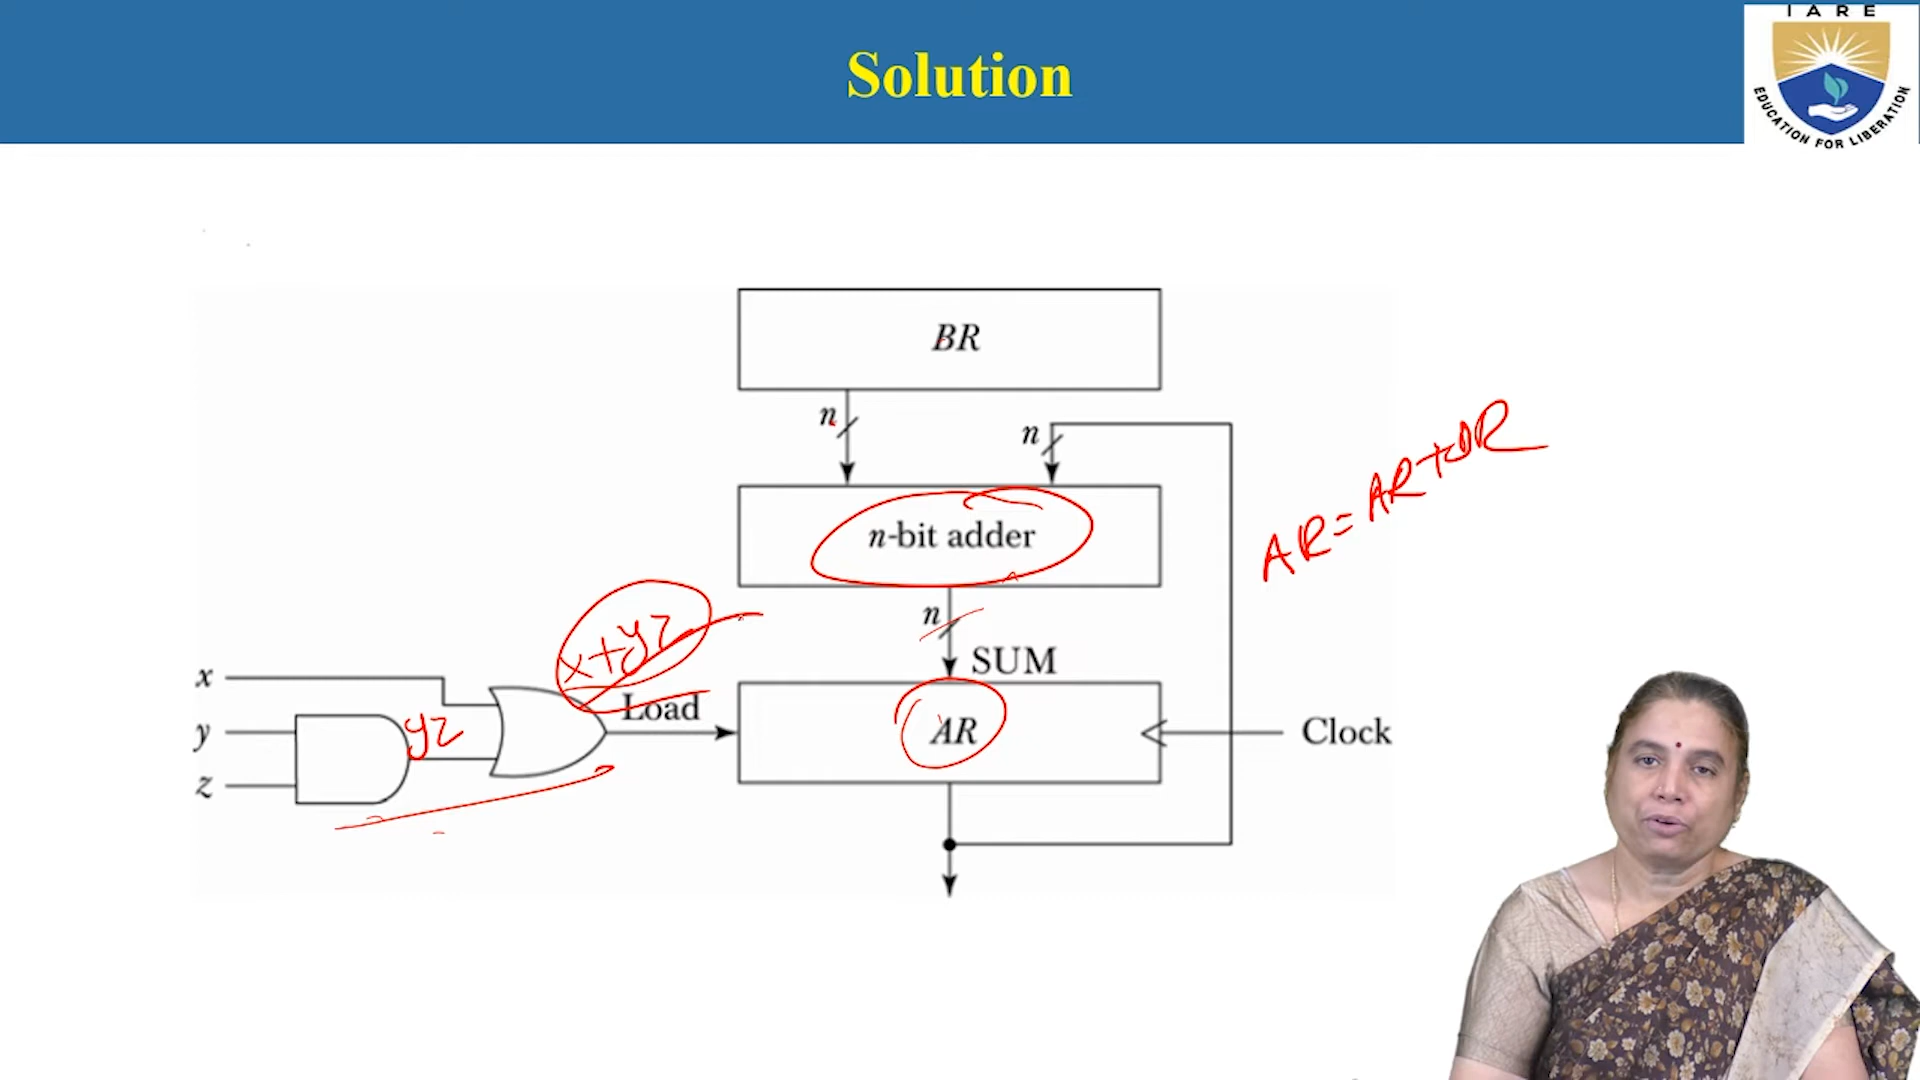 I A R E
EDUCATION FOR LIBERATION
Solution
BR
n
n
AR = AR + BR
n-bit adder
n
SUM
x + yz
x
Load
y
yz
AR
Clock
z